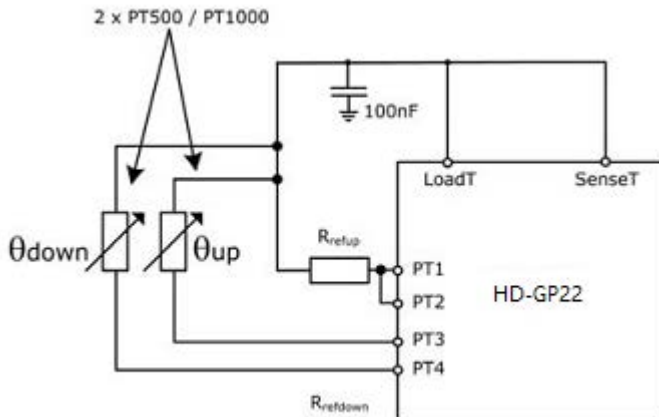 2 x PT500 / PT1000
100nF
LoadT
SenseT
θdown
θup
Rrefup
PT1
PT2
HD-GP22
PT3
PT4
Rrefdown